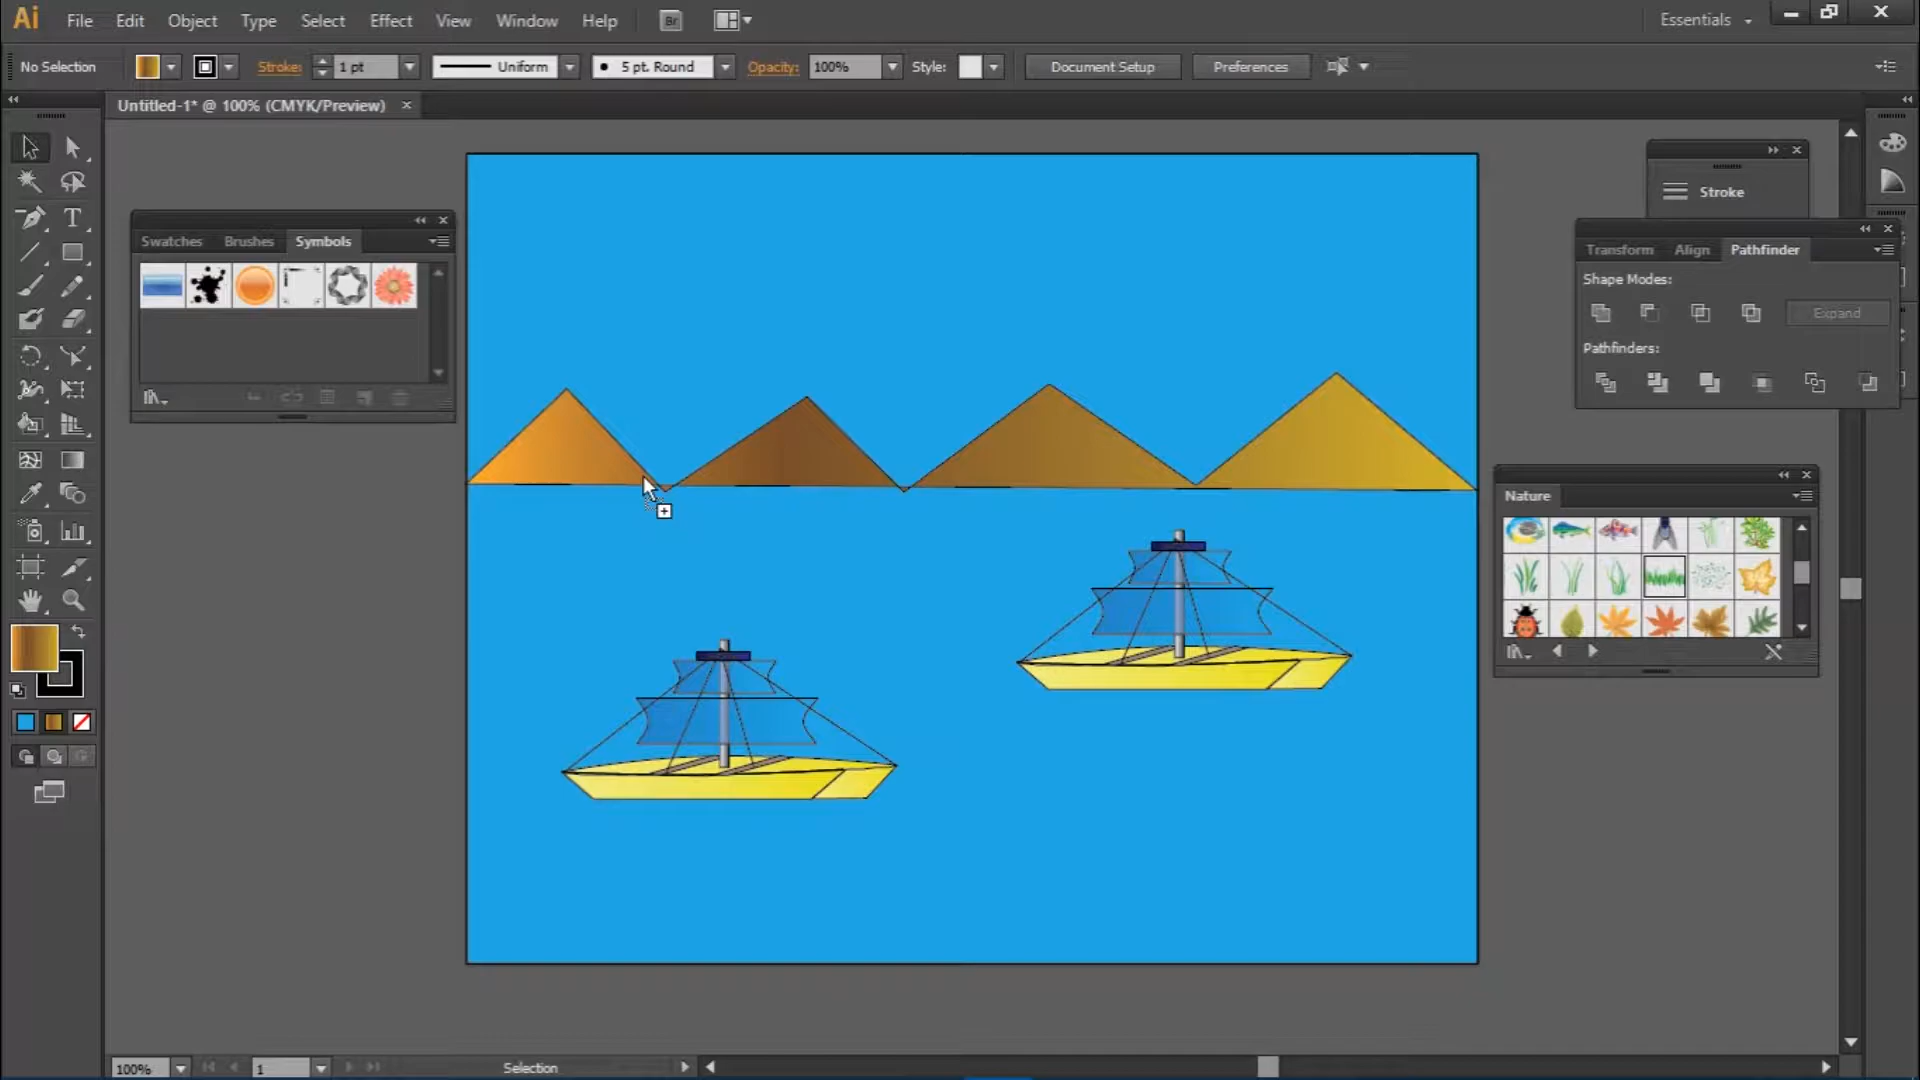 Ai File Edit Object Type Select Effect View Window Help Br Essentials
No Selection Stroke: 1 pt Uniform 5 pt. Round Opacity: 100% Style: Document Setup Preferences
Untitled-1* @ 100% (CMYK/Preview)
Stroke
Swatches Brushes Symbols
Transform Align Pathfinder
Shape Modes:
Expand
Pathfinders:
Nature
T
100% 1 Selection